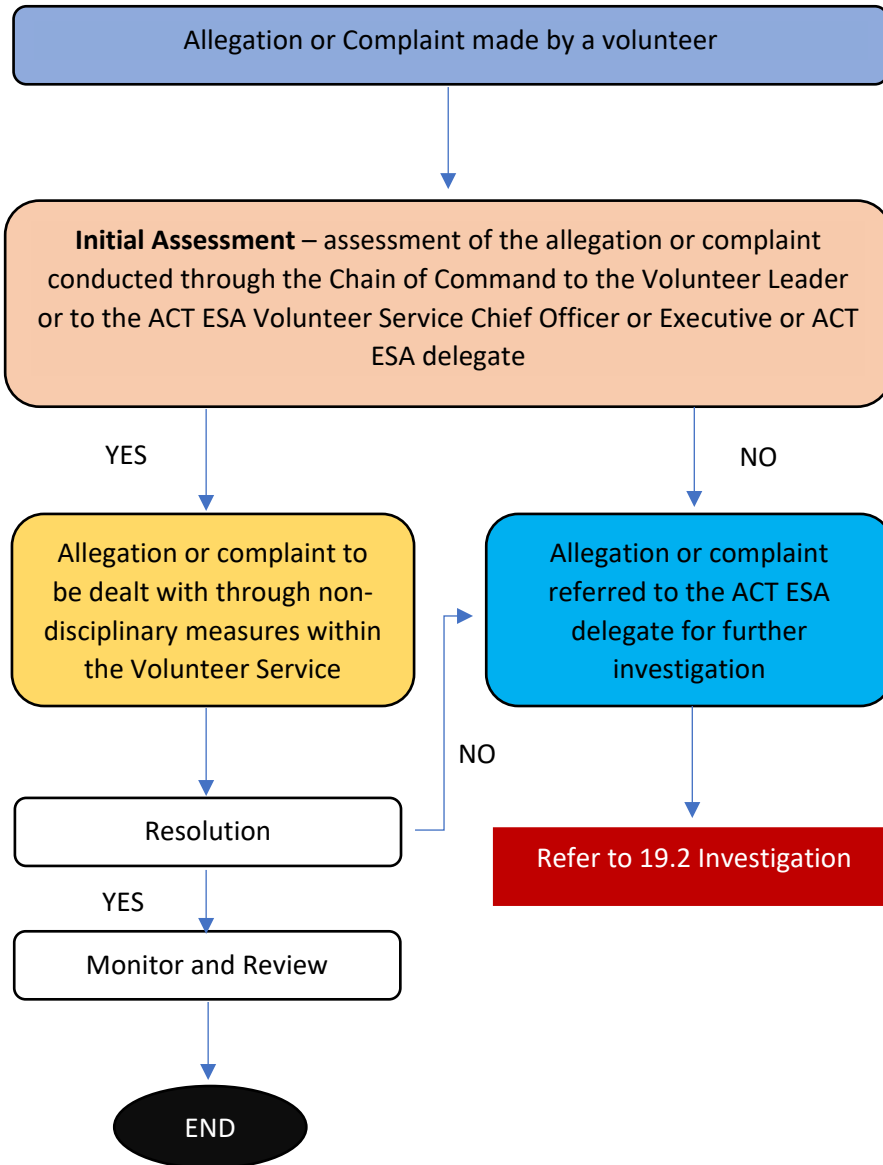 Allegation or Complaint made by a volunteer
Initial Assessment – assessment of the allegation or complaint
conducted through the Chain of Command to the Volunteer Leader
or to the ACT ESA Volunteer Service Chief Officer or Executive or ACT
ESA delegate
YES
NO
Allegation or complaint to
be dealt with through non-
disciplinary measures within
the Volunteer Service
Allegation or complaint
referred to the ACT ESA
delegate for further
investigation
NO
Resolution
Refer to 19.2 Investigation
YES
Monitor and Review
END